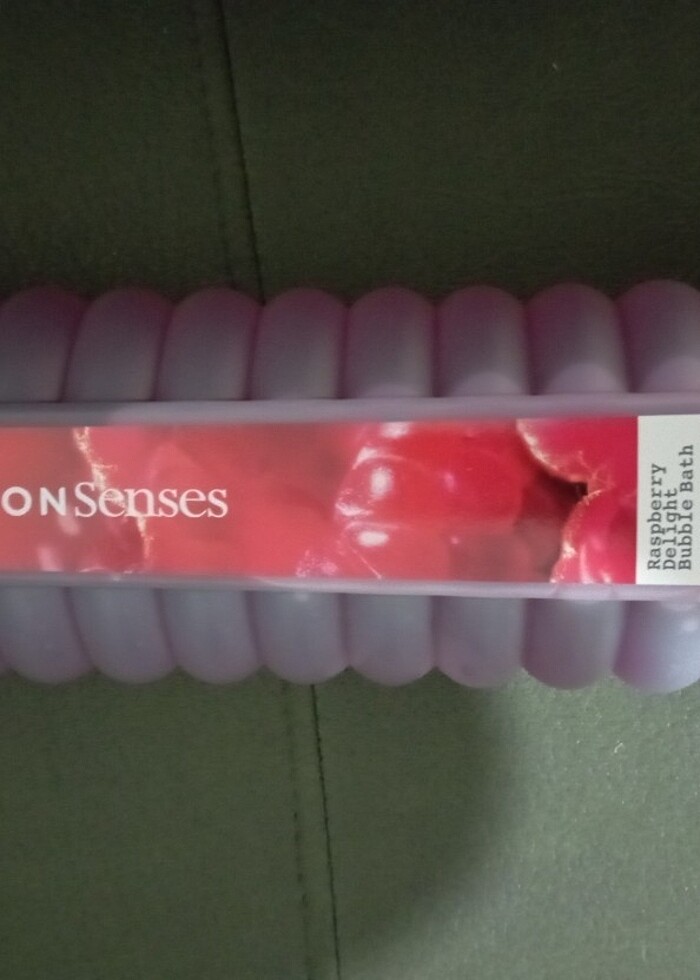 ONSenses
Raspberry
Delight
Bubble Bath